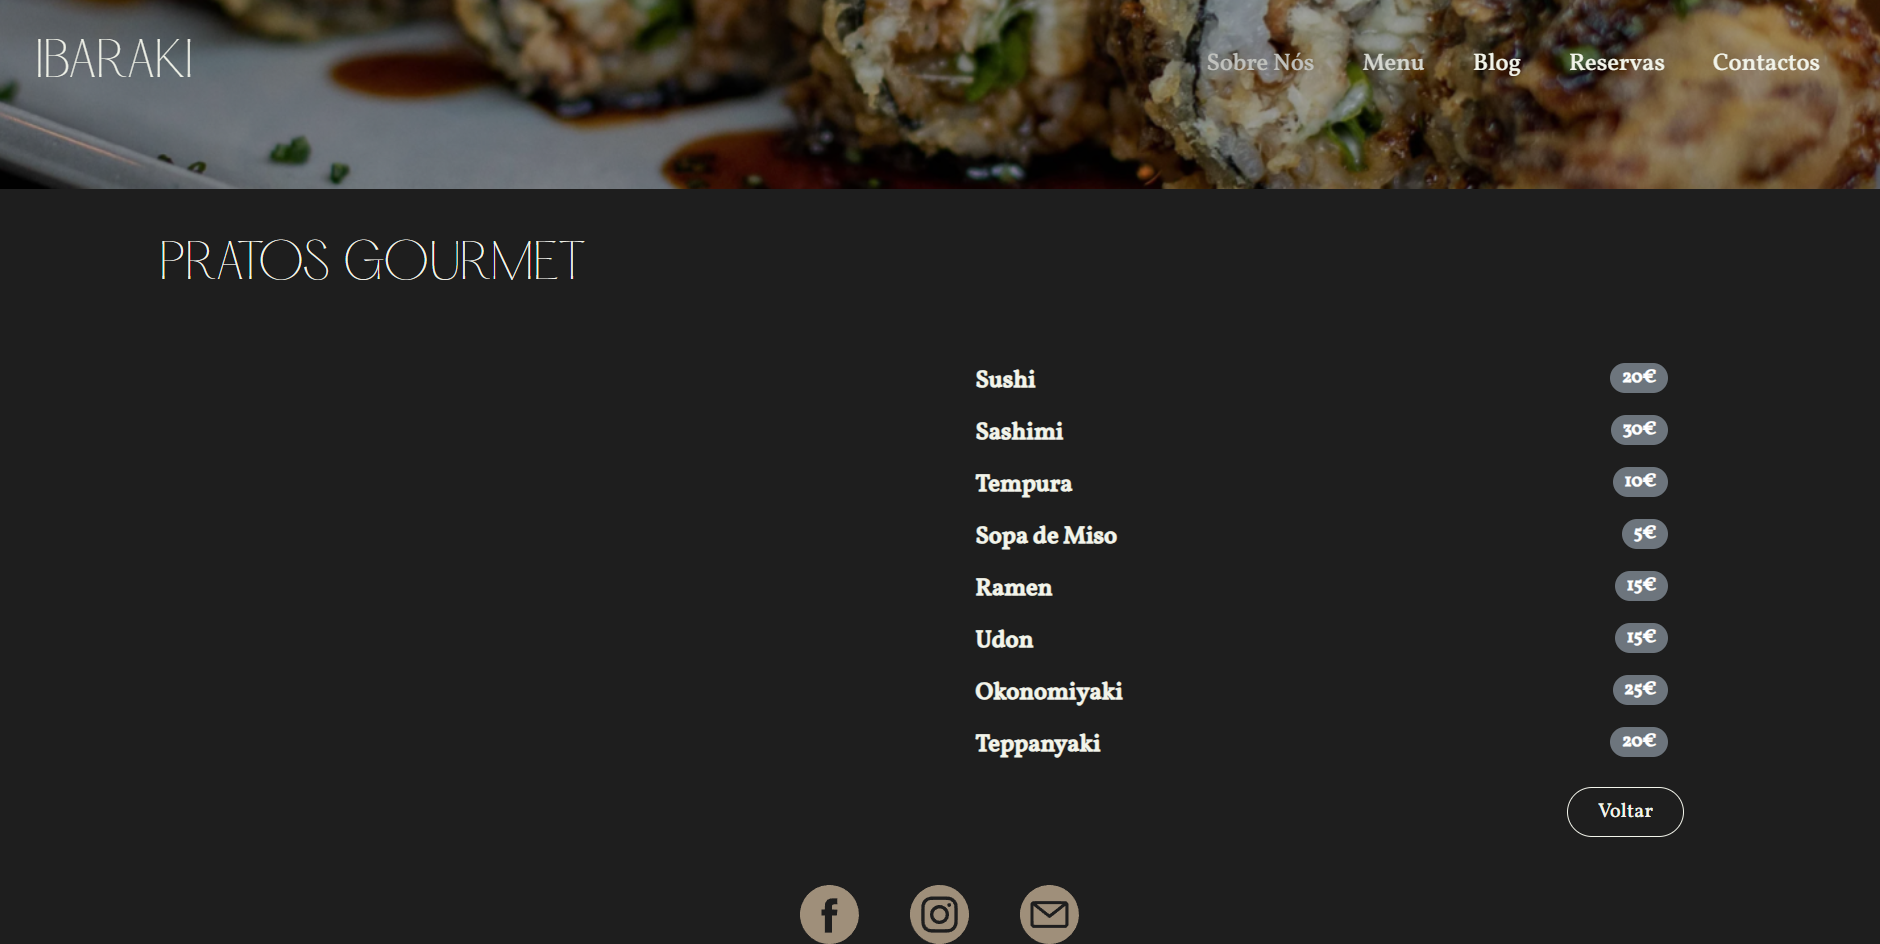 IBARAKI
Sobre Nós Menu Blog Reservas Contactos
PRATOS GOURMET
Sushi 20€
Sashimi 30€
Tempura 10€
Sopa de Miso 5€
Ramen 15€
Udon 15€
Okonomiyaki 25€
Teppanyaki 20€
Voltar